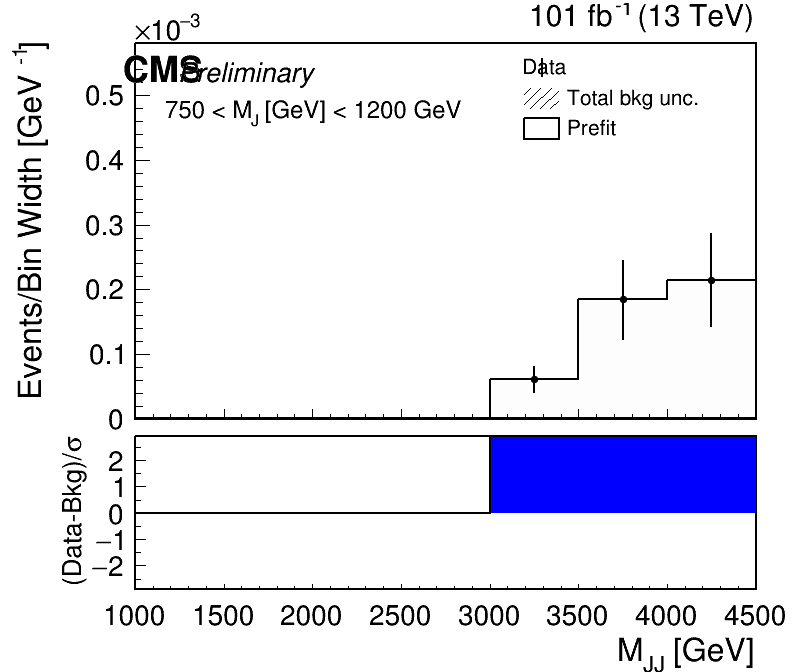 ×10⁻³
101 fb⁻¹ (13 TeV)
CMS Preliminary
750 < M_J [GeV] < 1200 GeV
Data
Total bkg unc.
Prefit
Events/Bin Width [GeV⁻¹]
0.5
0.4
0.3
0.2
0.1
0
(Data-Bkg)/σ
2
1
0
−1
−2
1000 1500 2000 2500 3000 3500 4000 4500
M_JJ [GeV]